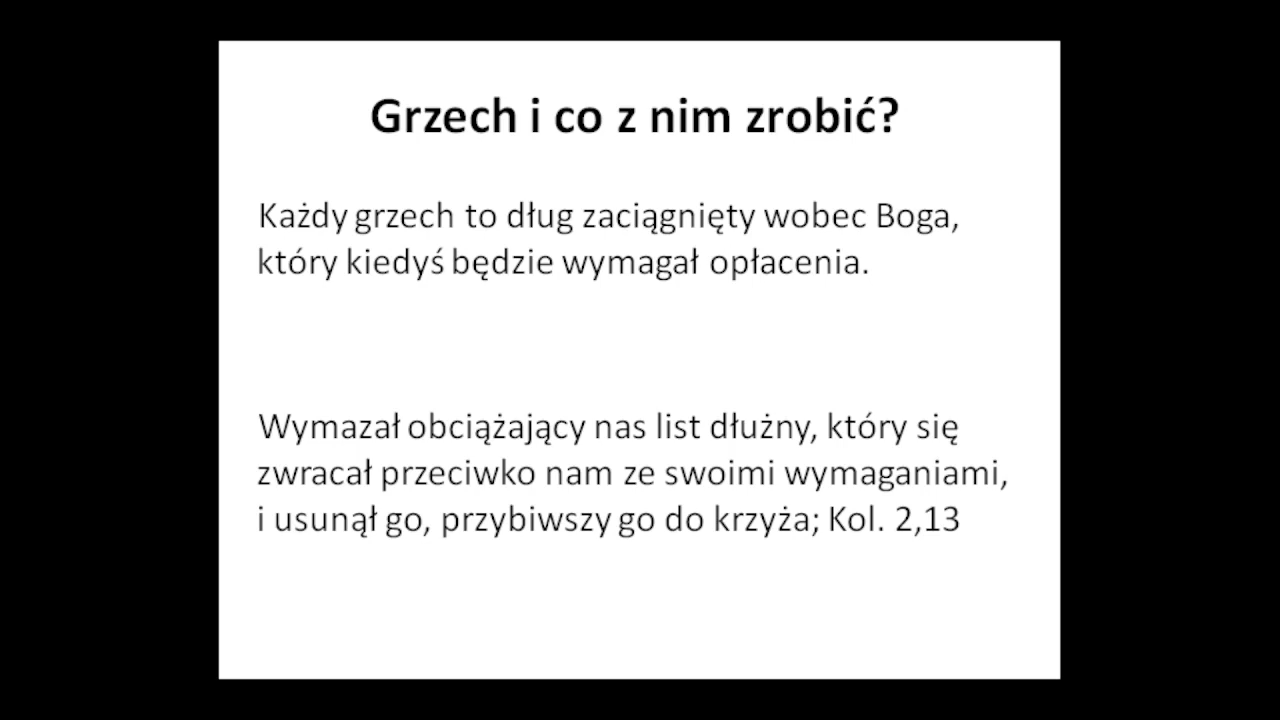 Grzech i co z nim zrobić?
Każdy grzech to dług zaciągnięty wobec Boga,
który kiedyś będzie wymagał opłacenia.
Wymazał obciążający nas list dłużny, który się
zwracał przeciwko nam ze swoimi wymaganiami,
i usunął go, przybiwszy go do krzyża; Kol. 2,13